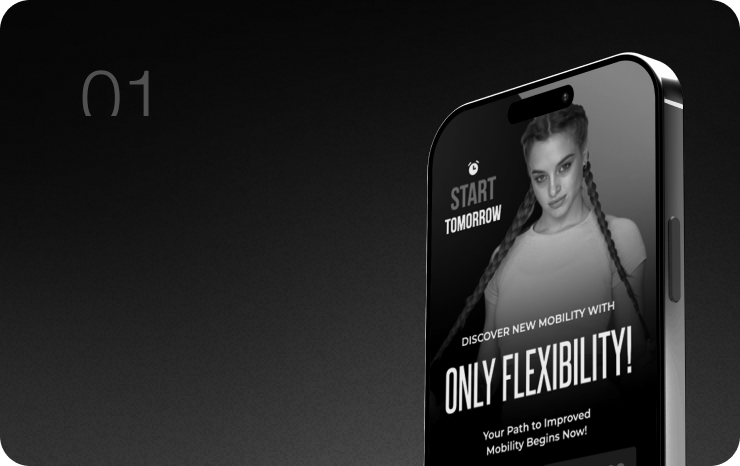 01
START
TOMORROW
DISCOVER NEW MOBILITY WITH
ONLY FLEXIBILITY!
Your Path to Improved
Mobility Begins Now!